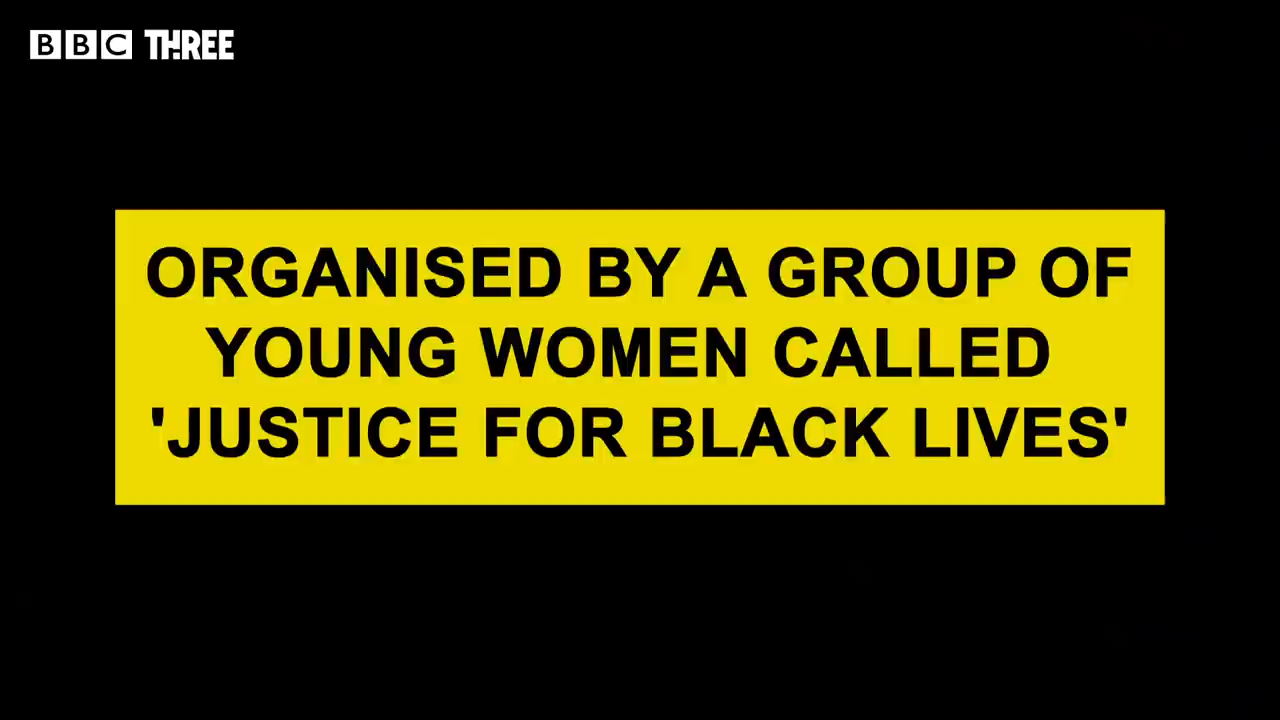 BBC THREE
ORGANISED BY A GROUP OF
YOUNG WOMEN CALLED
'JUSTICE FOR BLACK LIVES'